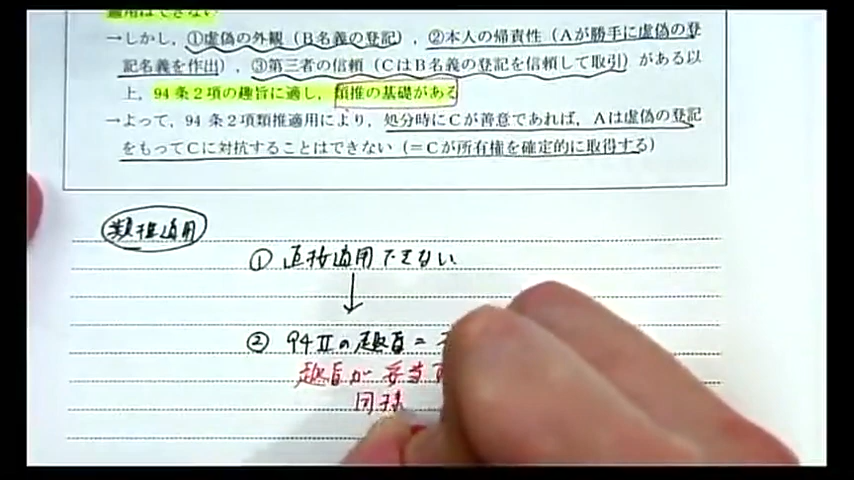 適用はできない
→しかし，①虚偽の外観（Ｂ名義の登記），②本人の帰責性（Ａが勝手に虚偽の登
記名義を作出），③第三者の信頼（ＣはＢ名義の登記を信頼して取引）がある以
上，94 条２項の趣旨に適し，類推の基礎がある
→よって，94 条２項類推適用により，処分時にＣが善意であれば，Ａは虚偽の登記
をもってＣに対抗することはできない（＝Ｃが所有権を確定的に取得する）
類推適用
① 直接適用できない
↓
② 94Ⅱの趣旨＝
趣旨が妥当す
同様